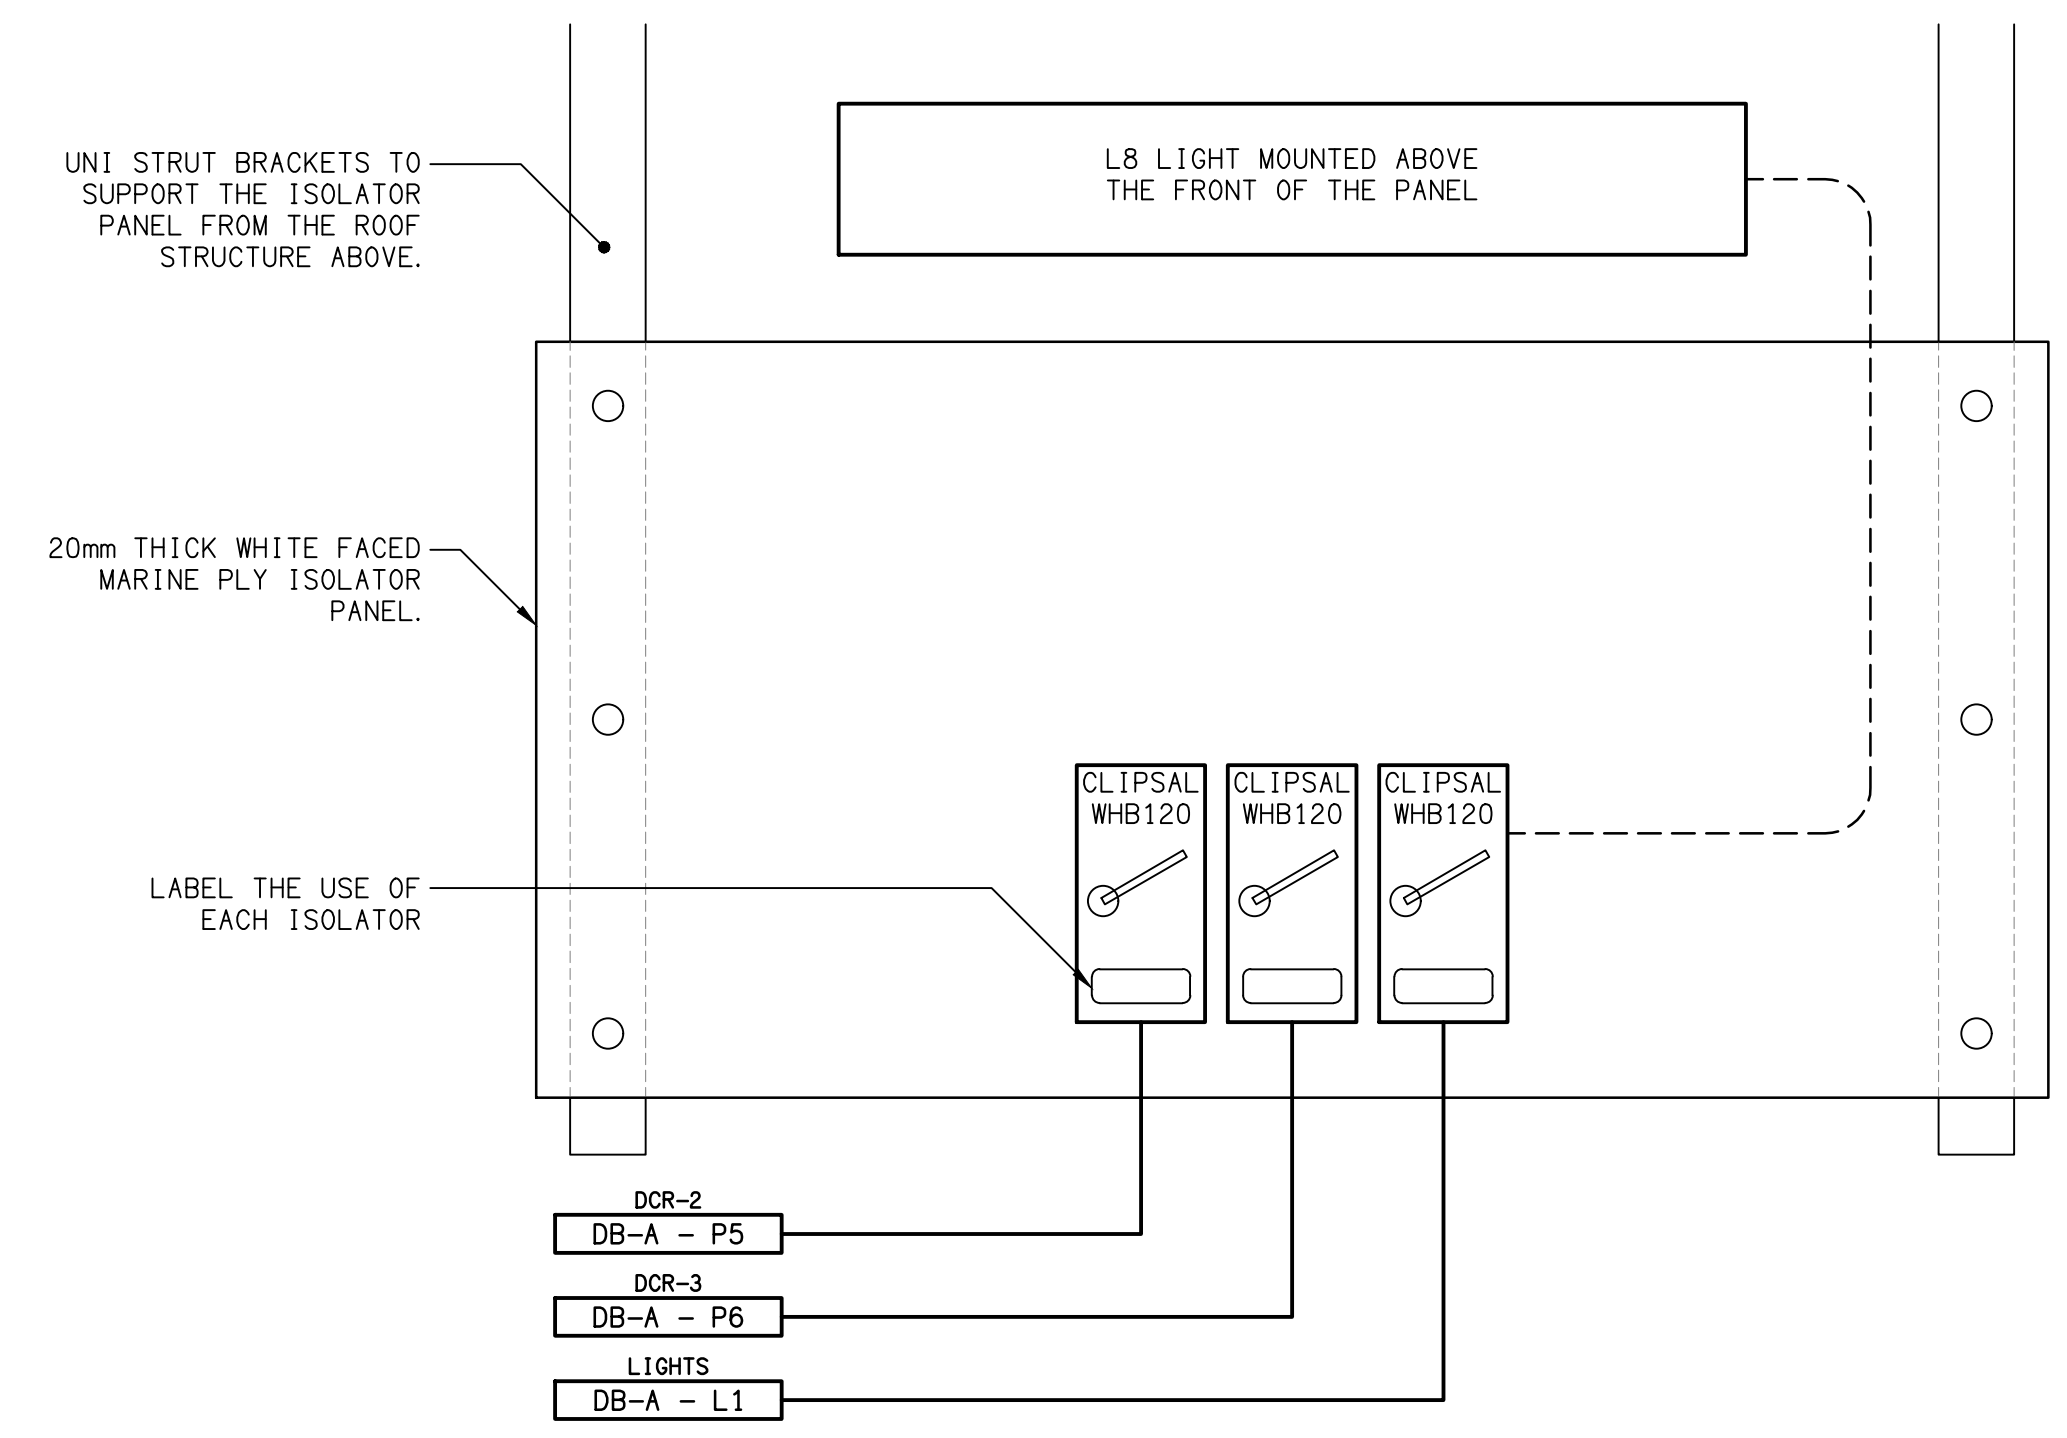 L8 LIGHT MOUNTED ABOVE
THE FRONT OF THE PANEL
UNI STRUT BRACKETS TO
SUPPORT THE ISOLATOR
PANEL FROM THE ROOF
STRUCTURE ABOVE.
20mm THICK WHITE FACED
MARINE PLY ISOLATOR
PANEL.
CLIPSAL
WHB120
CLIPSAL
WHB120
CLIPSAL
WHB120
LABEL THE USE OF
EACH ISOLATOR
DCR-2
DB-A - P5
DCR-3
DB-A - P6
LIGHTS
DB-A - L1